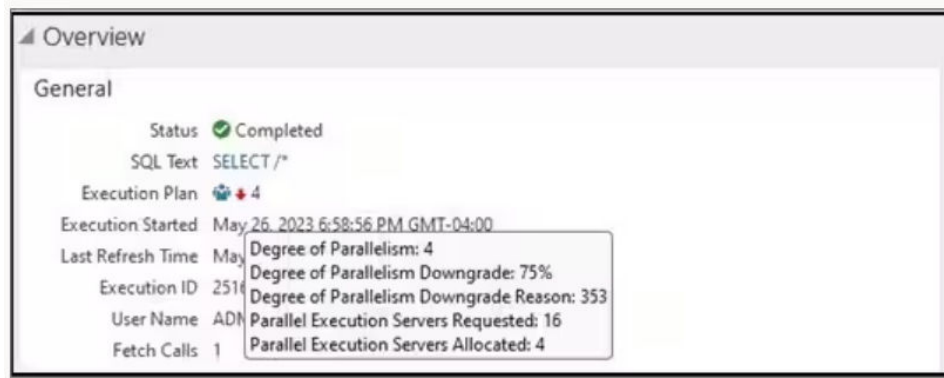 Overview
General
Status Completed
SQL Text SELECT /*
Execution Plan 4
Execution Started May 26, 2023 6:58:56 PM GMT-04:00
Last Refresh Time May
Degree of Parallelism: 4
Degree of Parallelism Downgrade: 75%
Execution ID 2516
Degree of Parallelism Downgrade Reason: 353
User Name ADM
Parallel Execution Servers Requested: 16
Fetch Calls 1
Parallel Execution Servers Allocated: 4